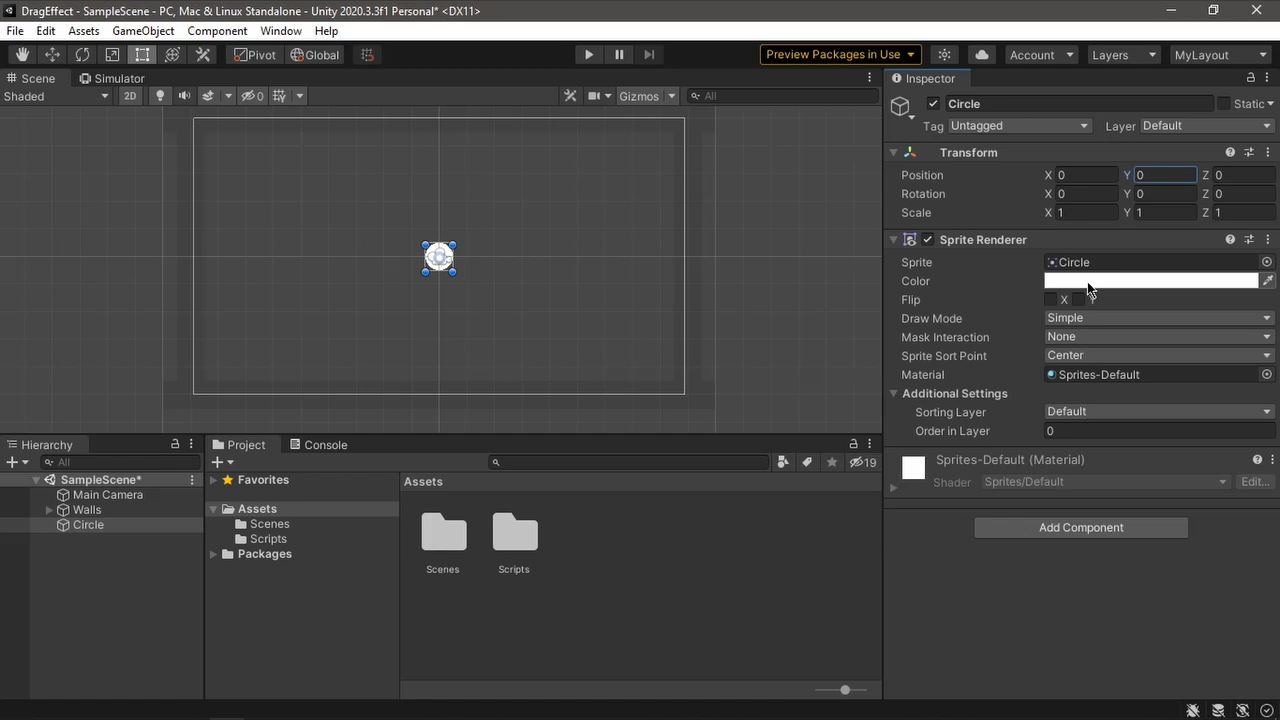 DragEffect - SampleScene - PC, Mac & Linux Standalone - Unity 2020.3.3f1 Personal* <DX11>
File Edit Assets GameObject Component Window Help
Pivot Global Preview Packages in Use Account Layers MyLayout
Scene Simulator
Shaded 2D 0 Gizmos All
Inspector
Circle Static
Tag Untagged Layer Default
Transform
Position X 0 Y 0 Z 0
Rotation X 0 Y 0 Z 0
Scale X 1 Y 1 Z 1
Sprite Renderer
Sprite Circle
Color
Flip X Y
Draw Mode Simple
Mask Interaction None
Sprite Sort Point Center
Material Sprites-Default
Additional Settings
Sorting Layer Default
Order in Layer 0
Sprites-Default (Material)
Shader Sprites/Default Edit...
Add Component
Hierarchy
All
SampleScene*
Main Camera
Walls
Circle
Project Console
19
Favorites
Assets
Scenes
Scripts
Packages
Assets
Scenes Scripts